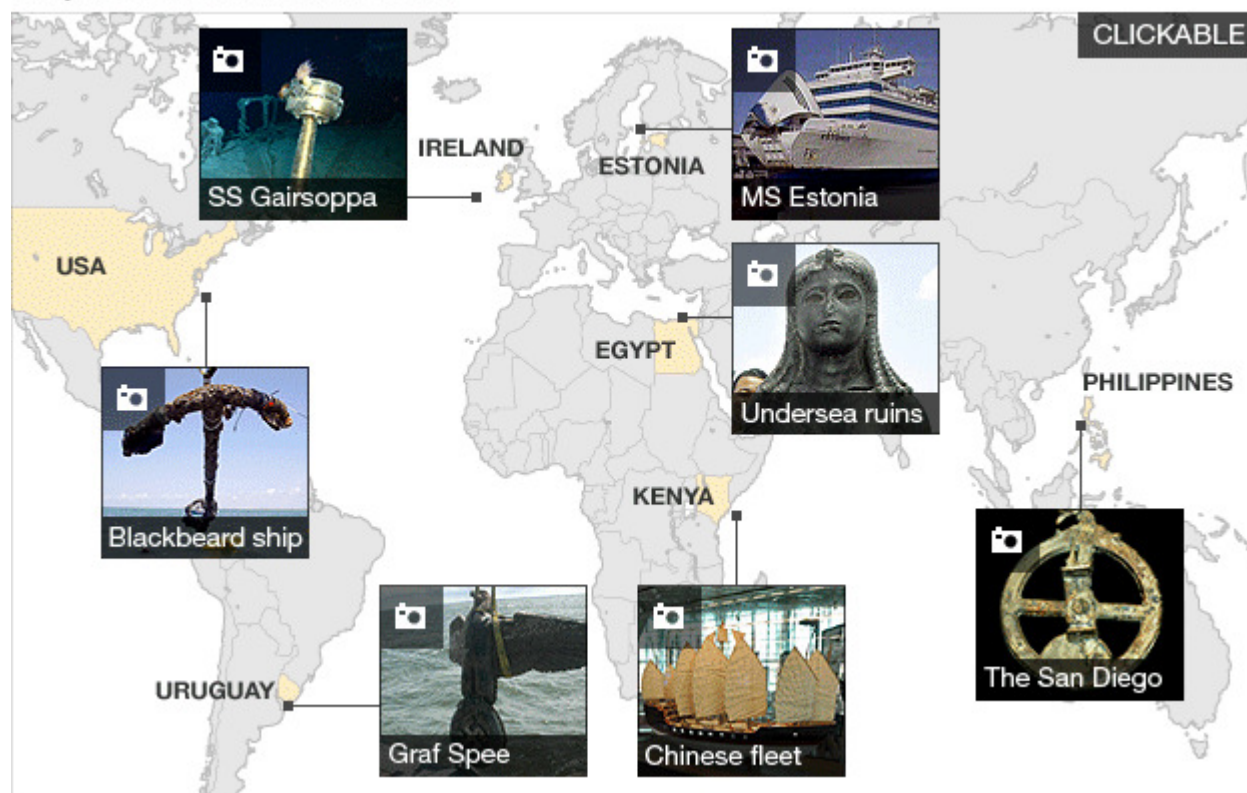 CLICKABLE
IRELAND
SS Gairsoppa
ESTONIA
MS Estonia
USA
EGYPT
Undersea ruins
PHILIPPINES
Blackbeard ship
KENYA
The San Diego
URUGUAY
Graf Spee
Chinese fleet